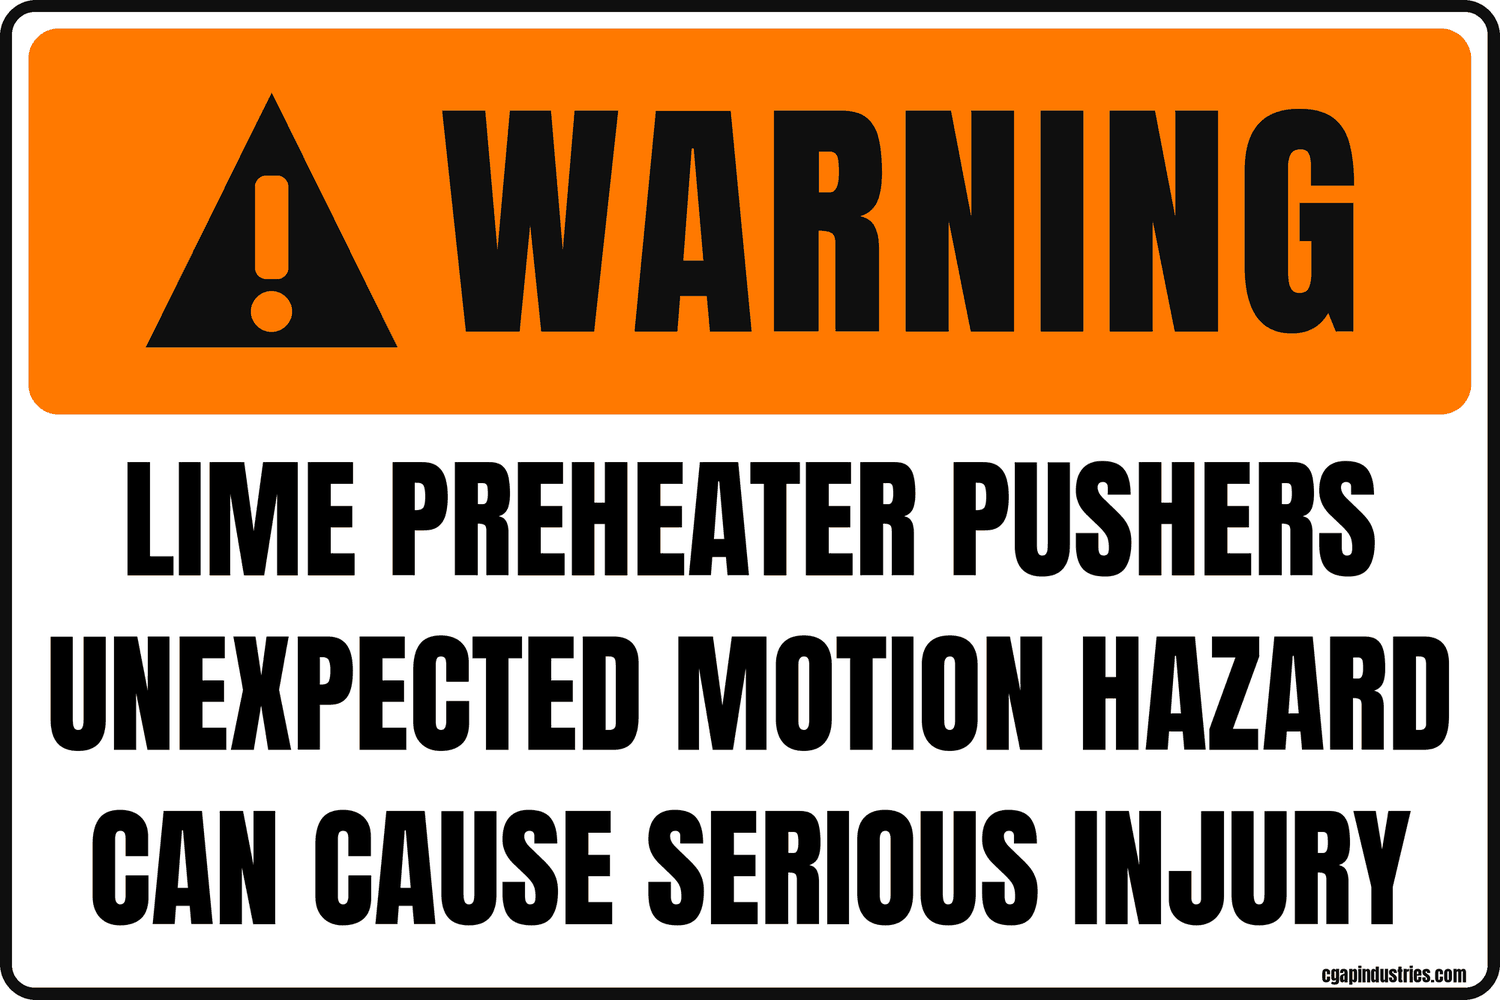 WARNING
LIME PREHEATER PUSHERS
UNEXPECTED MOTION HAZARD
CAN CAUSE SERIOUS INJURY
cgapindustries.com